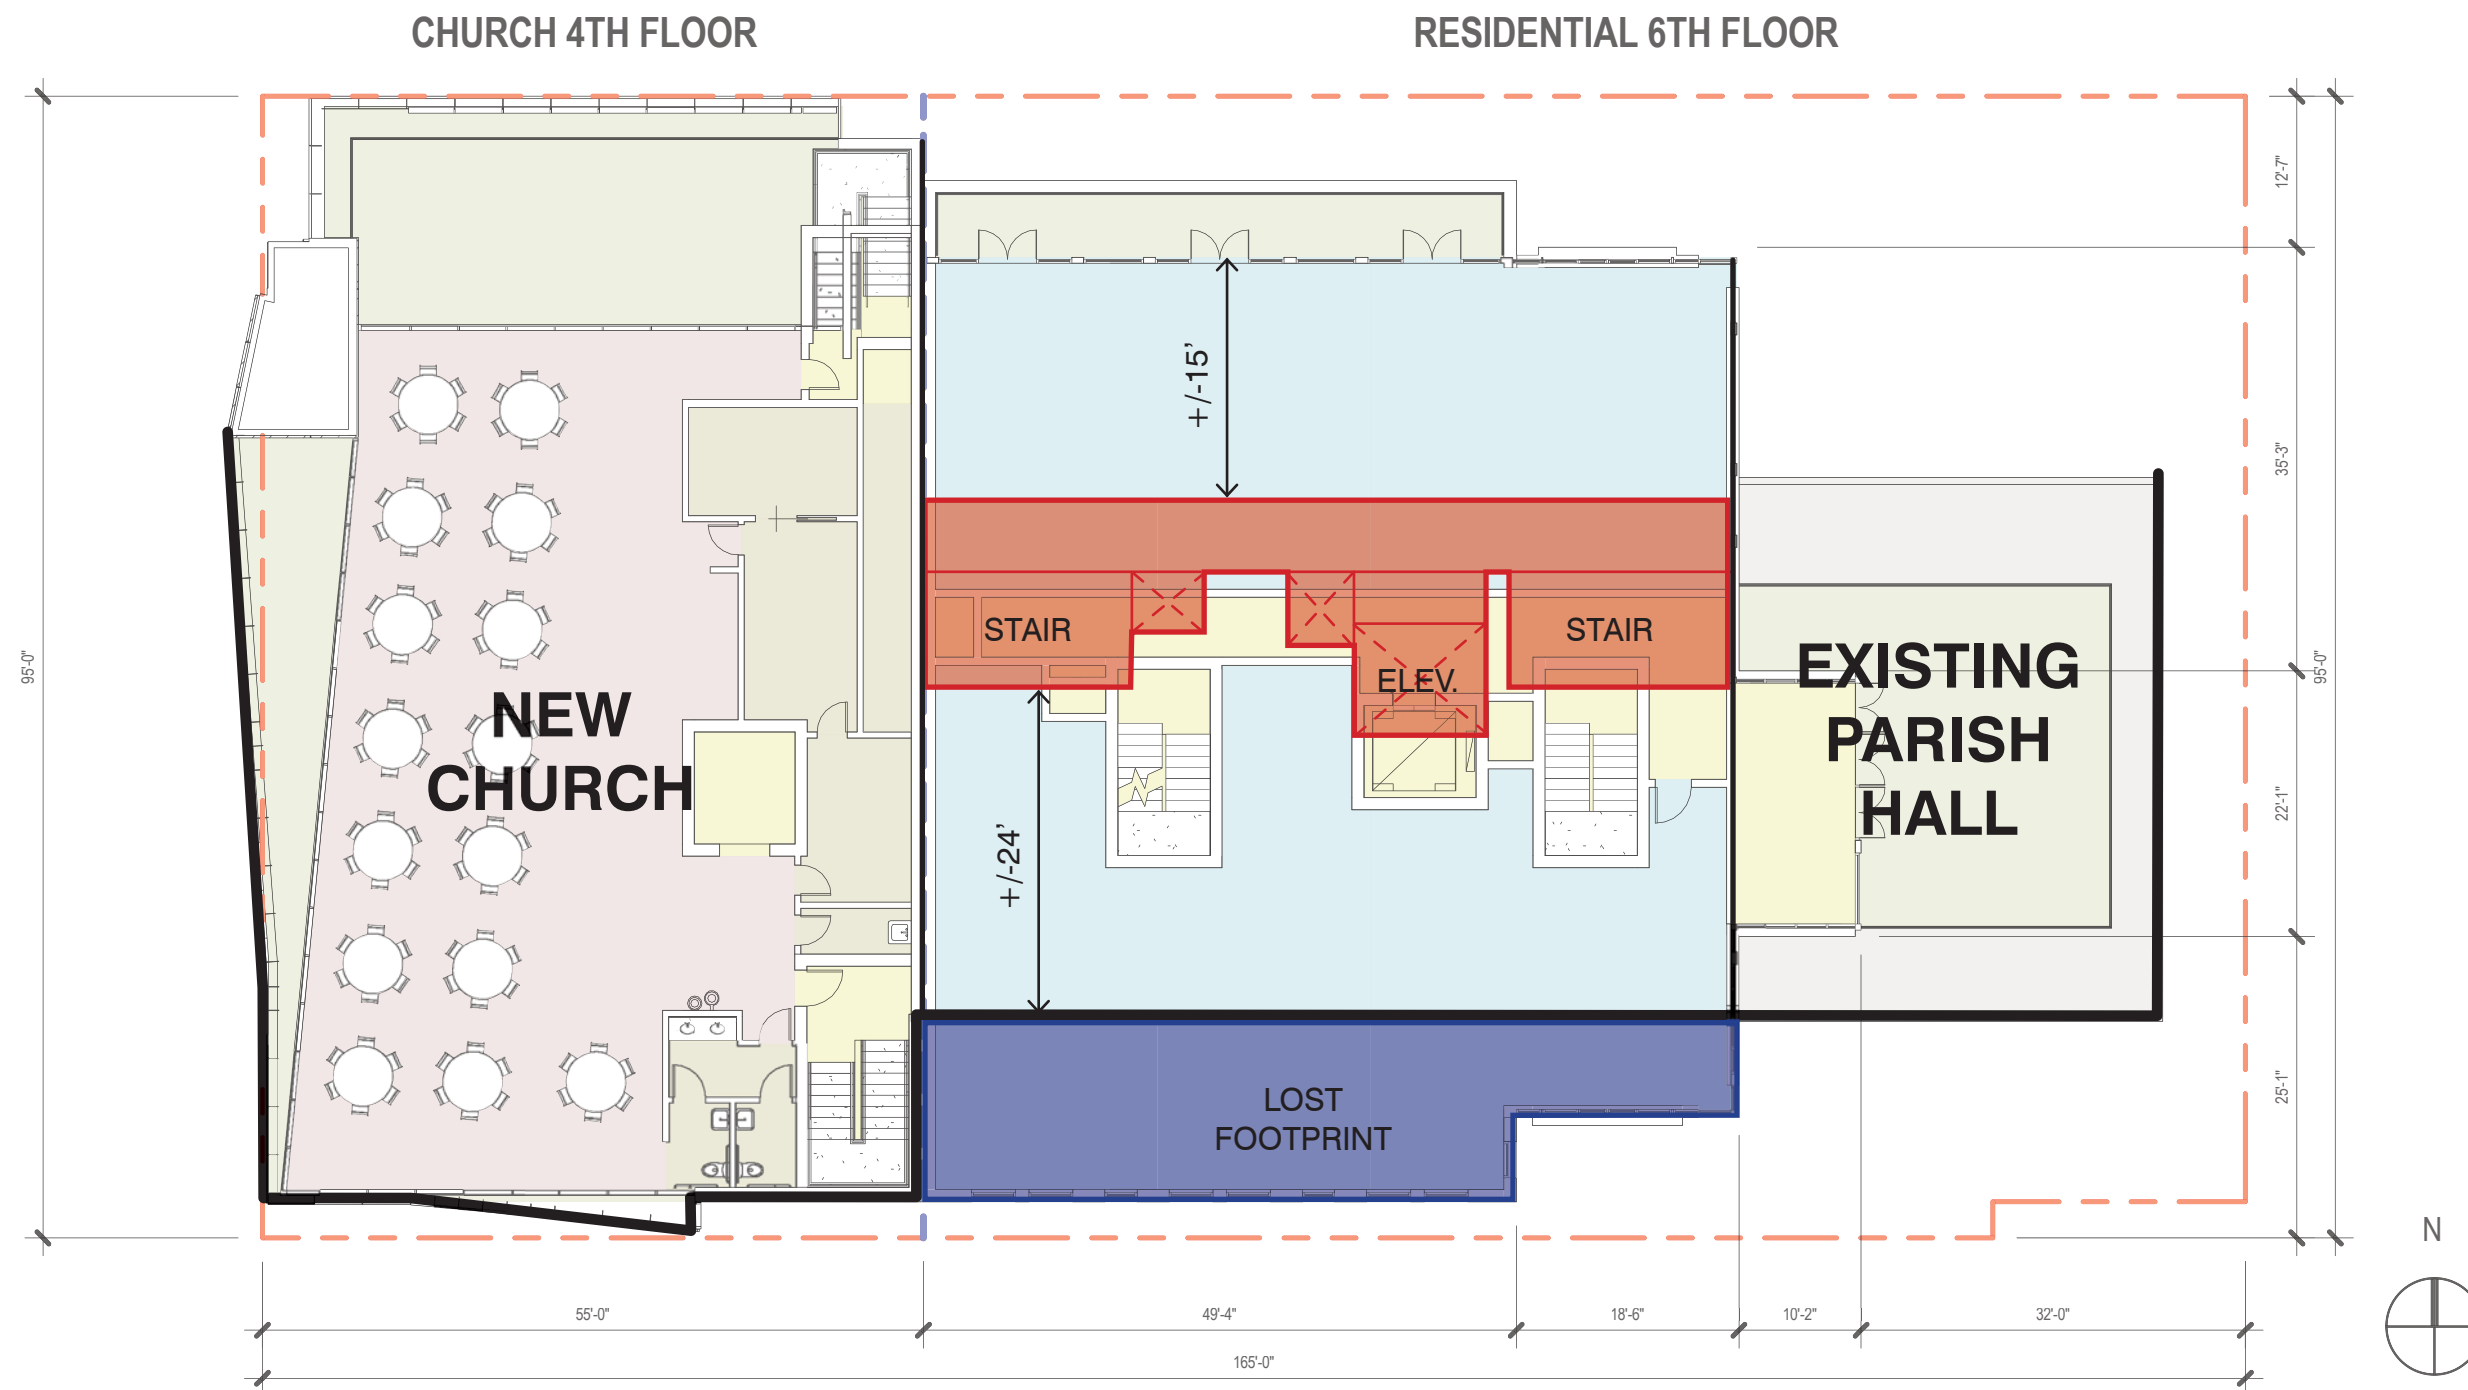 CHURCH 4TH FLOOR
RESIDENTIAL 6TH FLOOR
12'-7"
+/-15'
35'-3"
STAIR
STAIR
ELEV.
95'-0"
95'-0"
NEW
CHURCH
EXISTING
PARISH
HALL
22'-1"
+/-24'
LOST
FOOTPRINT
25'-1"
N
55'-0"
49'-4"
18'-6"
10'-2"
32'-0"
165'-0"